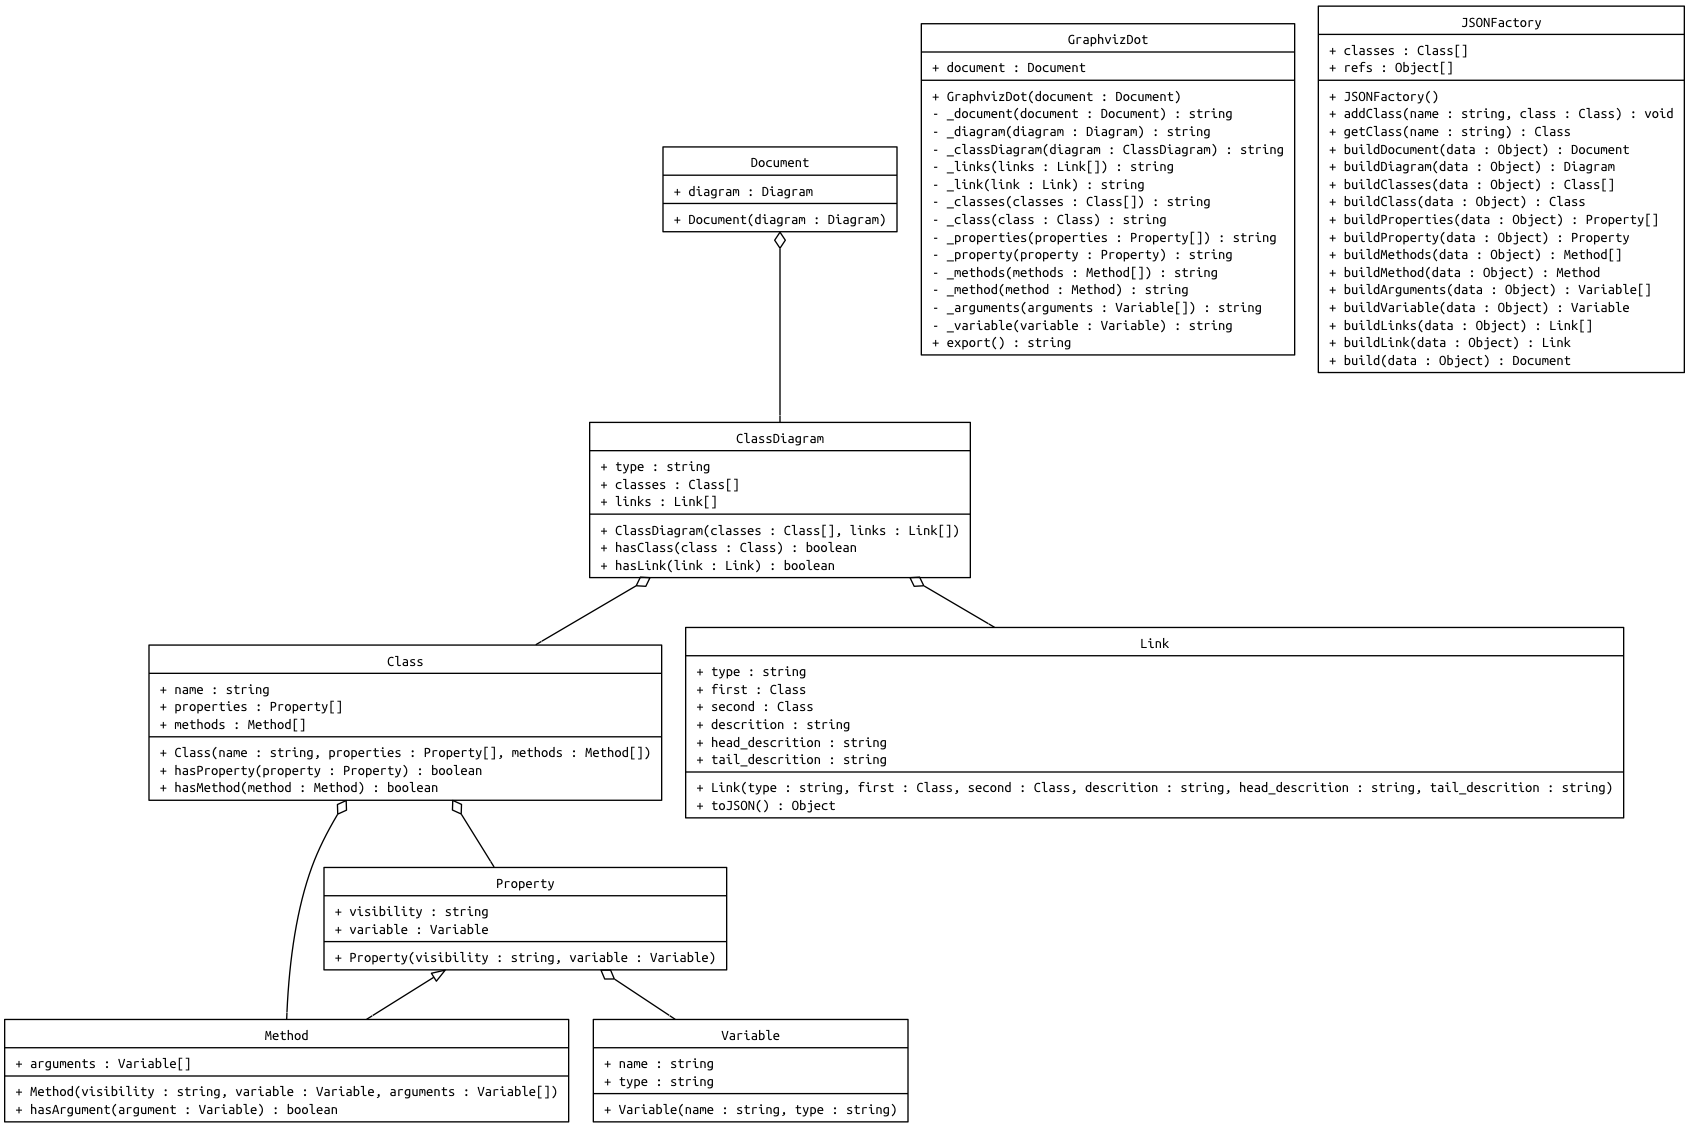 GraphvizDot
+ document : Document
+ GraphvizDot(document : Document)
- _document(document : Document) : string
- _diagram(diagram : Diagram) : string
- _classDiagram(diagram : ClassDiagram) : string
- _links(links : Link[]) : string
- _link(link : Link) : string
- _classes(classes : Class[]) : string
- _class(class : Class) : string
- _properties(properties : Property[]) : string
- _property(property : Property) : string
- _methods(methods : Method[]) : string
- _method(method : Method) : string
- _arguments(arguments : Variable[]) : string
- _variable(variable : Variable) : string
+ export() : string
JSONFactory
+ classes : Class[]
+ refs : Object[]
+ JSONFactory()
+ addClass(name : string, class : Class) : void
+ getClass(name : string) : Class
+ buildDocument(data : Object) : Document
+ buildDiagram(data : Object) : Diagram
+ buildClasses(data : Object) : Class[]
+ buildClass(data : Object) : Class
+ buildProperties(data : Object) : Property[]
+ buildProperty(data : Object) : Property
+ buildMethods(data : Object) : Method[]
+ buildMethod(data : Object) : Method
+ buildArguments(data : Object) : Variable[]
+ buildVariable(data : Object) : Variable
+ buildLinks(data : Object) : Link[]
+ buildLink(data : Object) : Link
+ build(data : Object) : Document
Document
+ diagram : Diagram
+ Document(diagram : Diagram)
ClassDiagram
+ type : string
+ classes : Class[]
+ links : Link[]
+ ClassDiagram(classes : Class[], links : Link[])
+ hasClass(class : Class) : boolean
+ hasLink(link : Link) : boolean
Class
+ name : string
+ properties : Property[]
+ methods : Method[]
+ Class(name : string, properties : Property[], methods : Method[])
+ hasProperty(property : Property) : boolean
+ hasMethod(method : Method) : boolean
Link
+ type : string
+ first : Class
+ second : Class
+ descrition : string
+ head_descrition : string
+ tail_descrition : string
+ Link(type : string, first : Class, second : Class, descrition : string, head_descrition : string, tail_descrition : string)
+ toJSON() : Object
Property
+ visibility : string
+ variable : Variable
+ Property(visibility : string, variable : Variable)
Method
+ arguments : Variable[]
+ Method(visibility : string, variable : Variable, arguments : Variable[])
+ hasArgument(argument : Variable) : boolean
Variable
+ name : string
+ type : string
+ Variable(name : string, type : string)